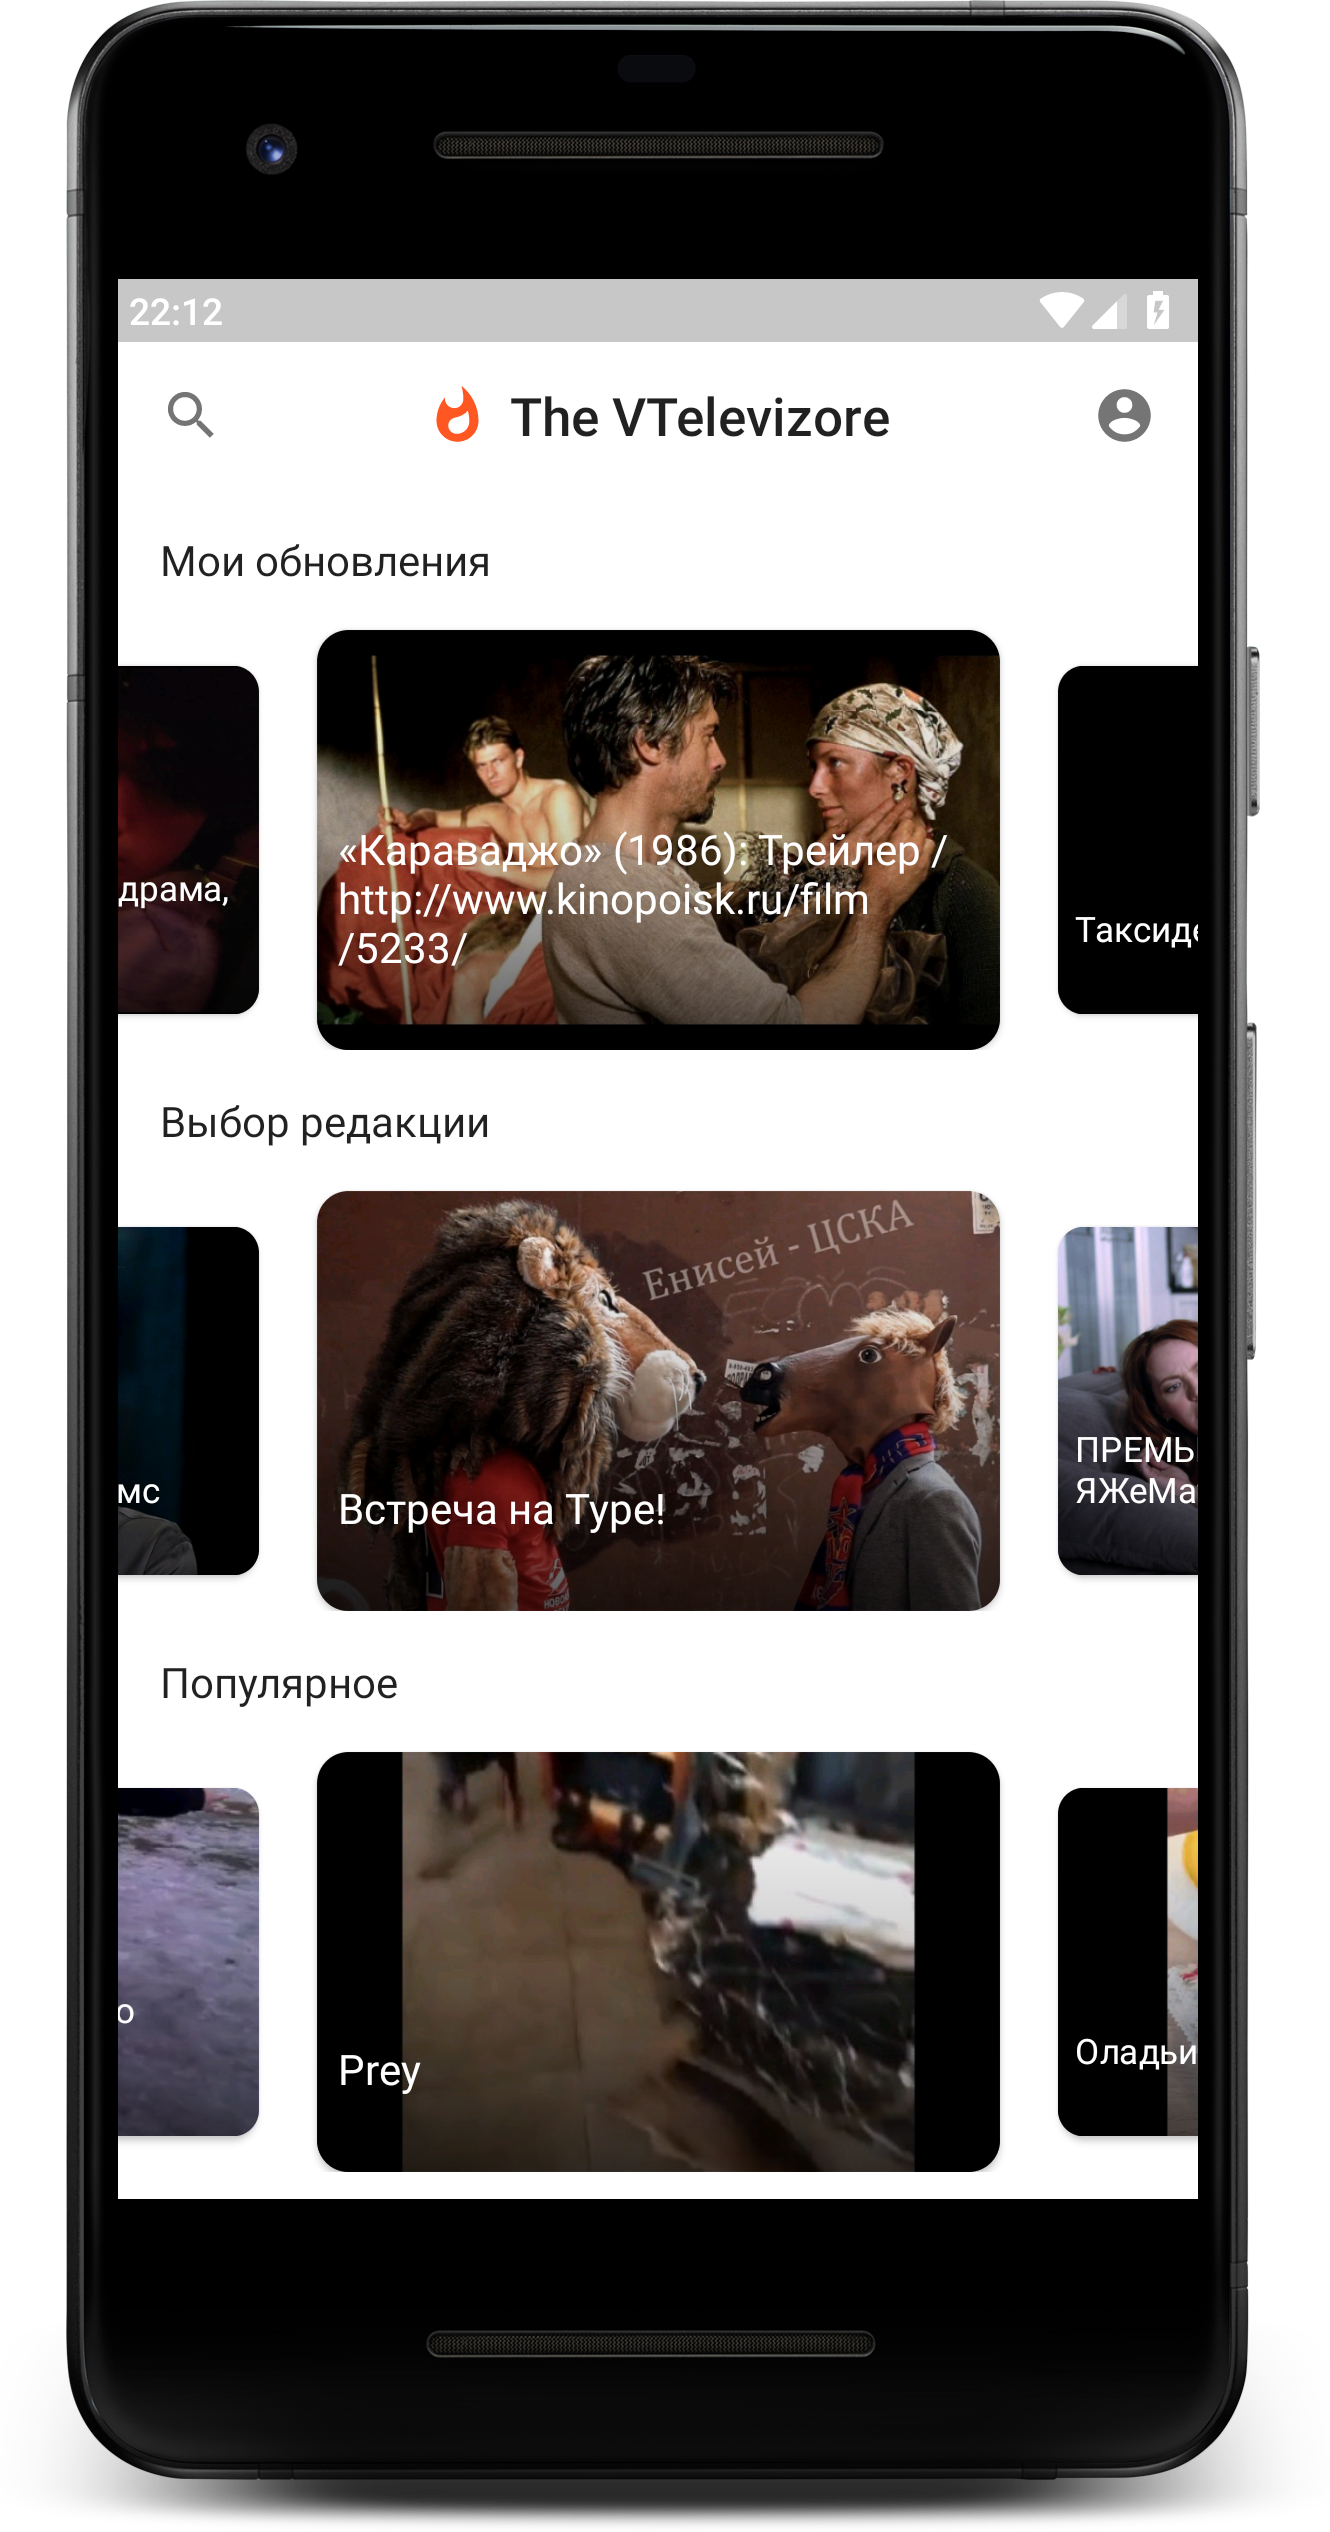 22:12
The VTelevizore
Мои обновления
драма,
«Караваджо» (1986): Трейлер /
http://www.kinopoisk.ru/film
/5233/
Таксиде
Выбор редакции
Енисей - ЦСКА
мс
Встреча на Туре!
ПРЕМЬ
ЯЖеМа
Популярное
о
Prey
Оладьи